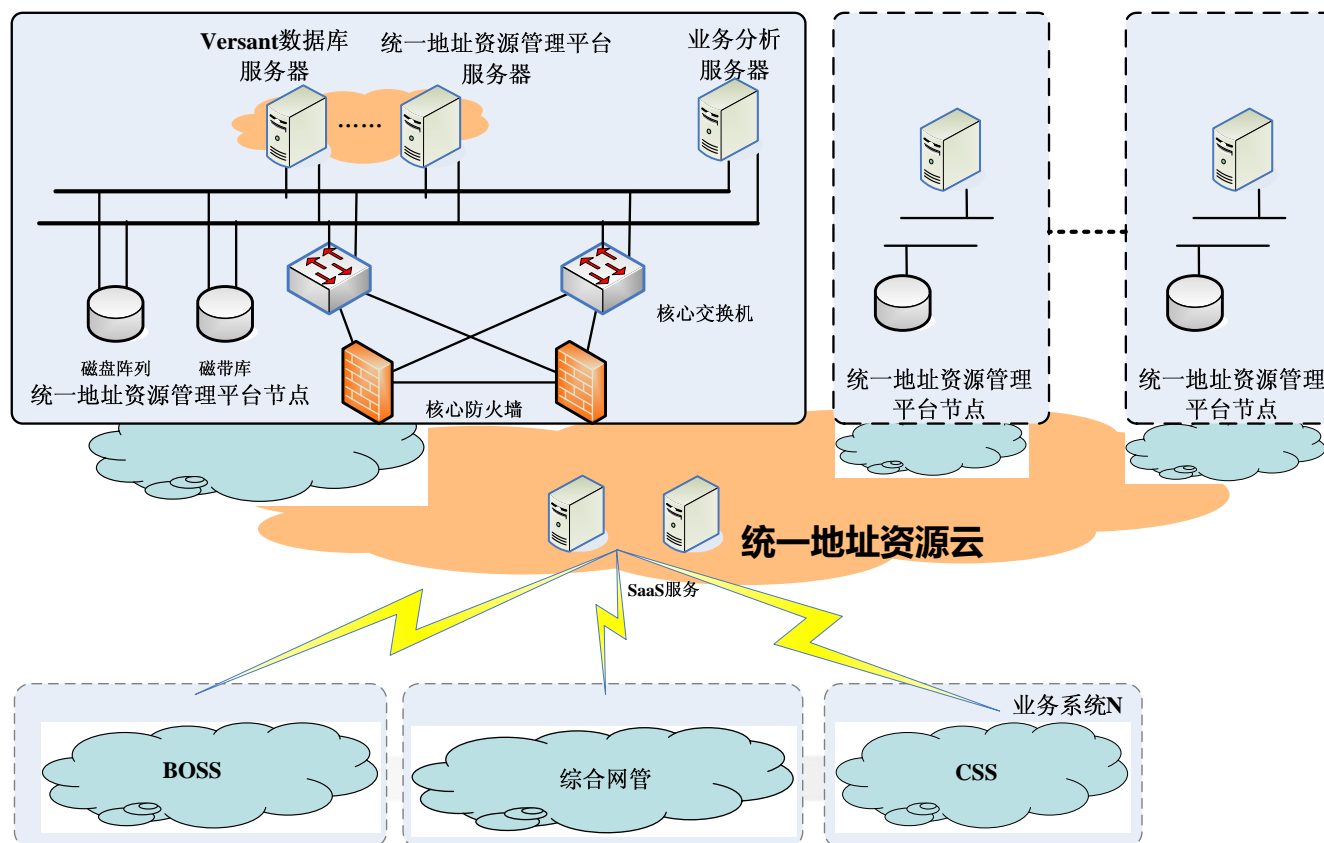 Versant数据库
服务器
统一地址资源管理平台
服务器
业务分析
服务器
……
核心交换机
磁盘阵列
磁带库
统一地址资源管理平台节点
核心防火墙
统一地址资源管理
平台节点
统一地址资源管理
平台节点
统一地址资源云
SaaS服务
BOSS
综合网管
业务系统N
CSS